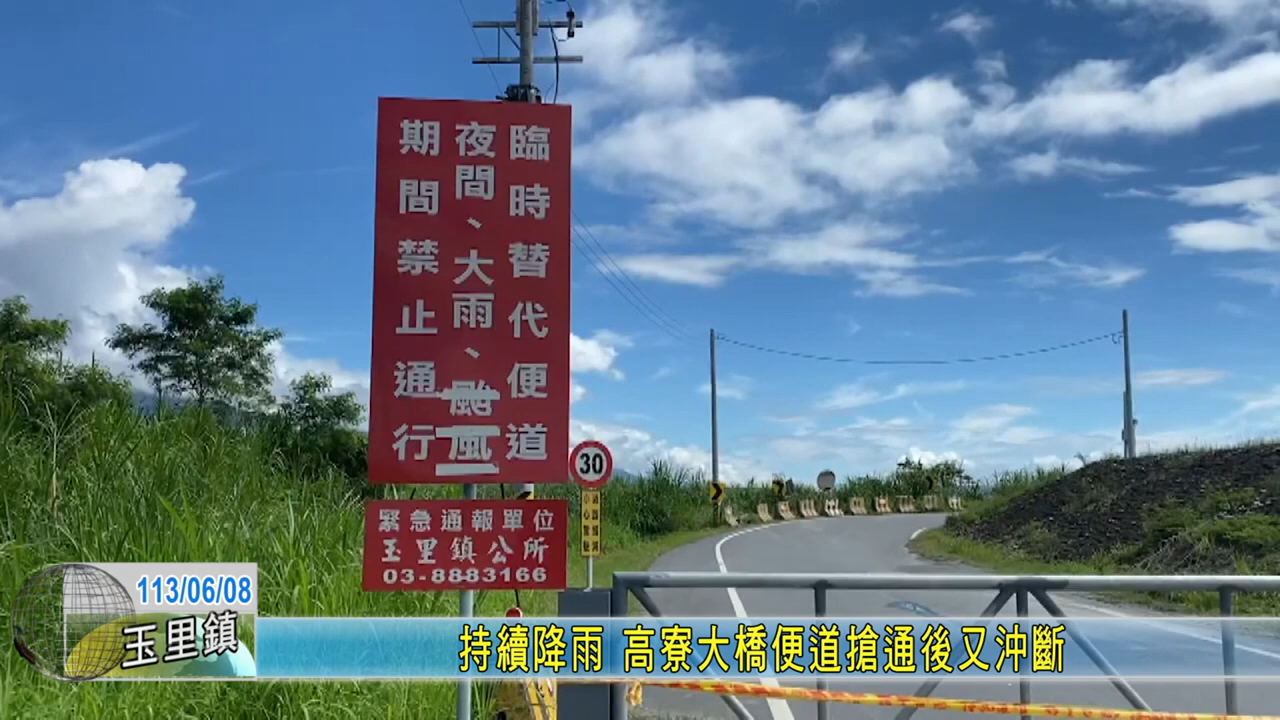 臨時替代便道
夜間、大雨、颱風
期間禁止通行
緊急通報單位
玉里鎮公所
03-8883166
30
113/06/08
玉里鎮
持續降雨 高寮大橋便道搶通後又沖斷